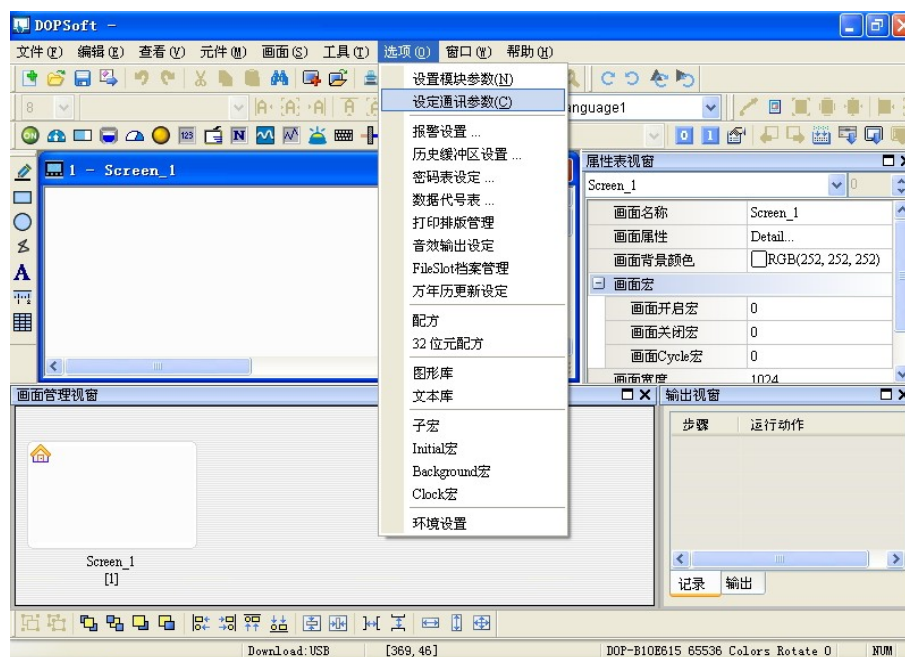 DOPSoft -
文件(F) 编辑(E) 查看(V) 元件(M) 画面(S) 工具(T) 选项(O) 窗口(W) 帮助(H)
设置模块参数(N)
设定通讯参数(C)
报警设置 ...
历史缓冲区设置 ...
密码表设定 ...
数据代号表 ...
打印排版管理
音效输出设定
FileSlot档案管理
万年历更新设定
配方
32 位元配方
图形库
文本库
子宏
Initial宏
Background宏
Clock宏
环境设置
8
nguage1
1 - Screen_1
属性表视窗
Screen_1 0
画面名称 Screen_1
画面属性 Detail...
画面背景颜色 RGB(252, 252, 252)
画面宏
画面开启宏 0
画面关闭宏 0
画面Cycle宏 0
画面宽度 1024
画面管理视窗
Screen_1
[1]
输出视窗
步骤 运行动作
记录 输出
Download:USB [369,46] DOP-B10E615 65536 Colors Rotate 0 NUM